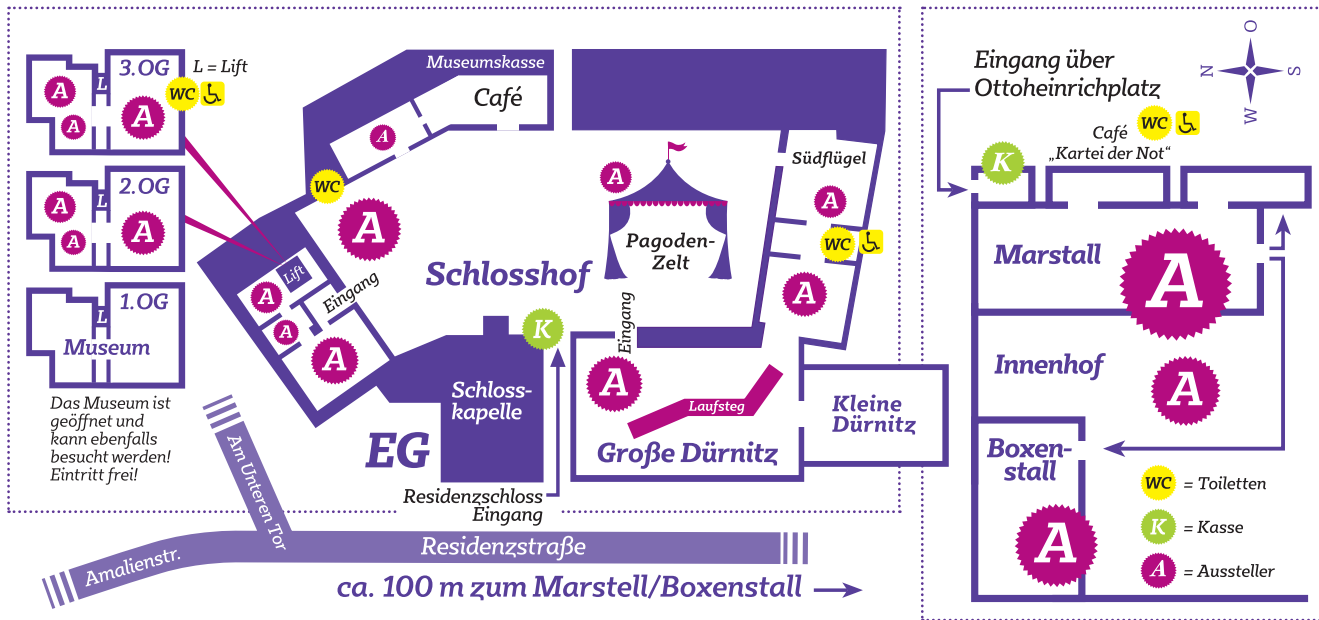 3.OG
L = Lift
L
WC
A
A
A
2.OG
L
A
A
A
1.OG
L
Museum
Das Museum ist
geöffnet und
kann ebenfalls
besucht werden!
Eintritt frei!
Museumskasse
Café
A
WC
A
Lift
Eingang
A
A
A
Schlosshof
A
Pagoden-
Zelt
Südflügel
A
WC
A
K
Eingang
A
Laufsteg
Große Dürnitz
Kleine
Dürnitz
Schloss-
kapelle
EG
Residenzschloss
Eingang
Am Unteren Tor
Amalienstr.
Residenzstraße
ca. 100 m zum Marstell/Boxenstall
Eingang über
Ottoheinrichplatz
O
N
S
W
K
Café
„Kartei der Not“
WC
Marstall
A
Innenhof
A
Boxen-
stall
A
WC = Toiletten
K = Kasse
A = Aussteller